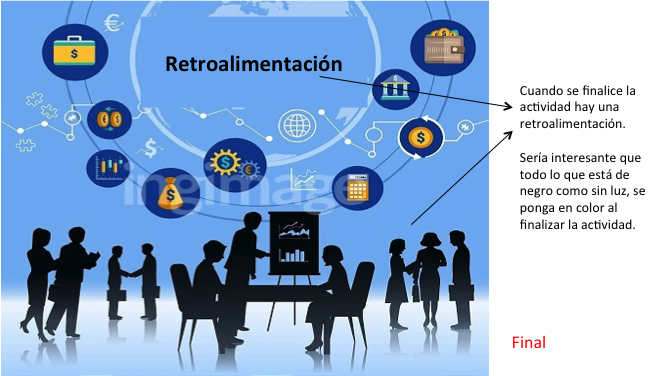 Retroalimentación
Cuando se finalice la
actividad hay una
retroalimentación.
Sería interesante que
todo lo que está de
negro como sin luz, se
ponga en color al
finalizar la actividad.
ingimage
Final